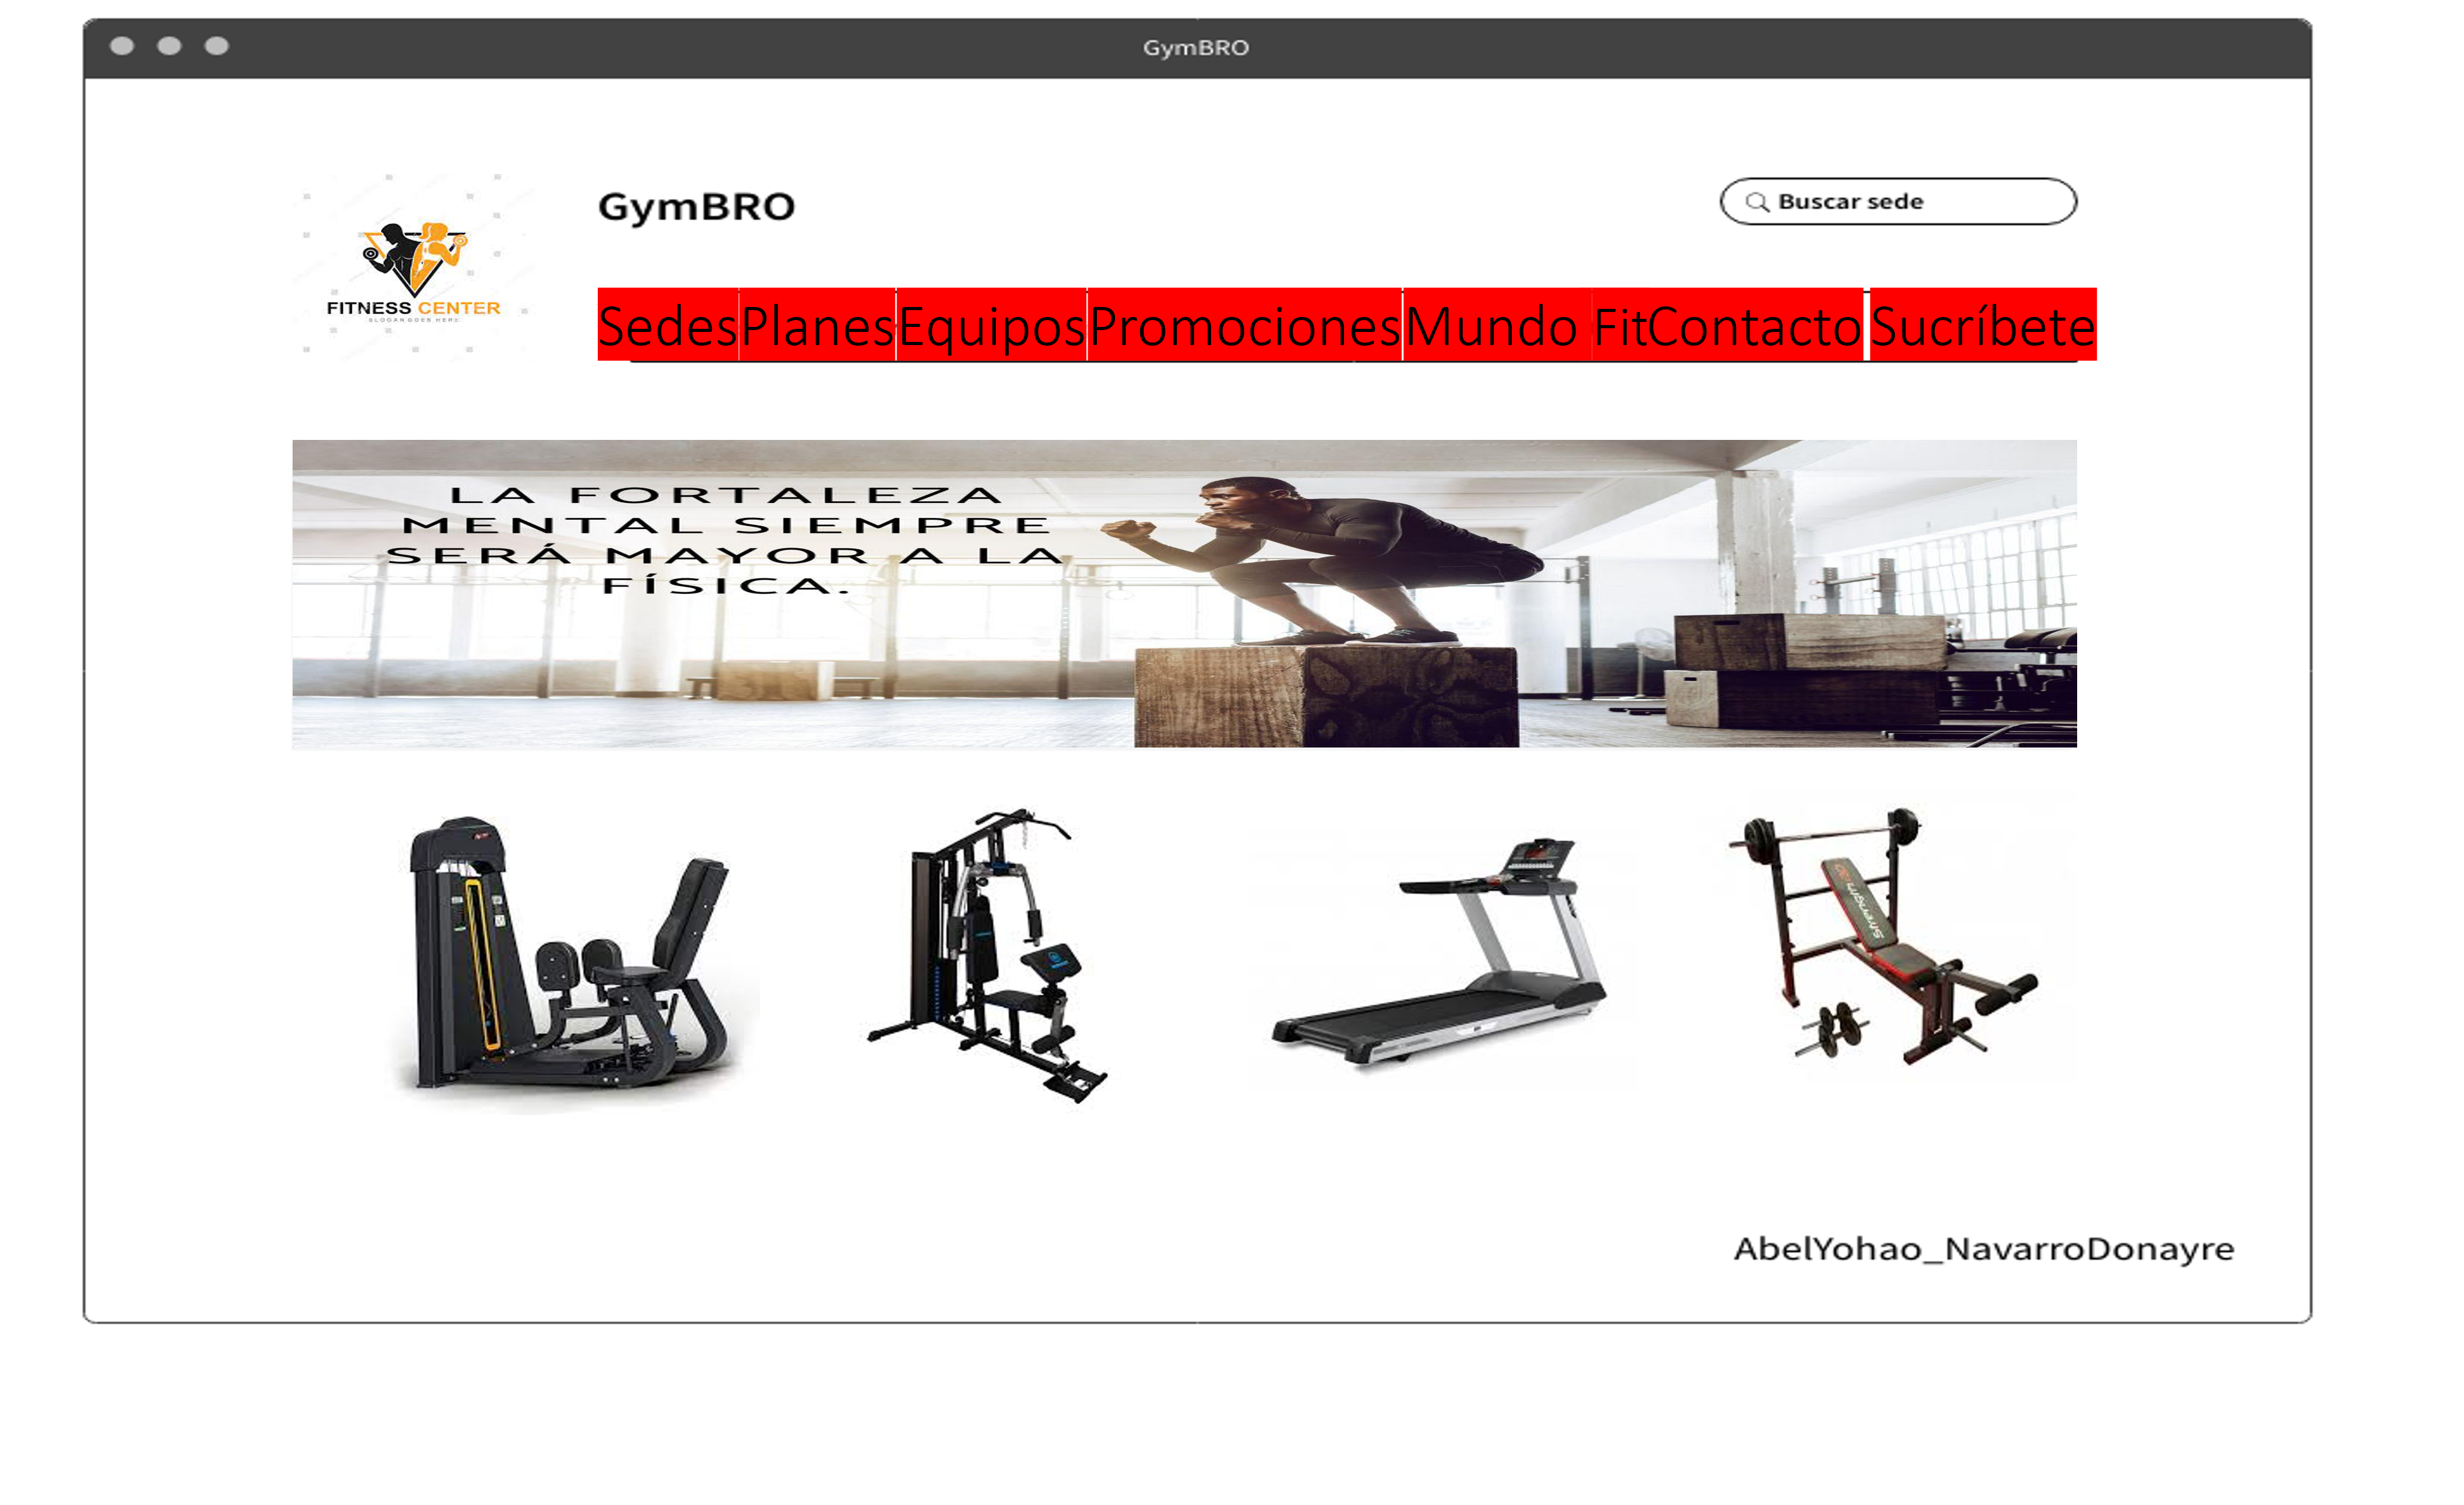 GymBRO
GymBRO
Buscar sede
FITNESS CENTER
SLOGAN GOES HERE
Sedes Planes Equipos Promociones Mundo Fit Contacto Sucríbete
LA FORTALEZA
MENTAL SIEMPRE
SERÁ MAYOR A LA
FÍSICA.
Strength
AbelYohao_NavarroDonayre